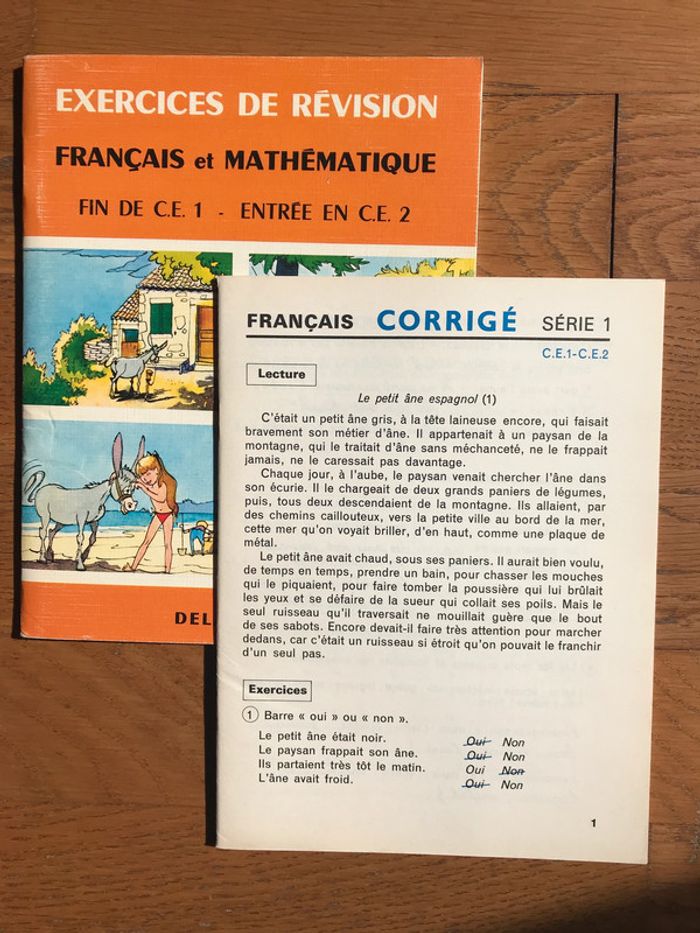 EXERCICES DE RÉVISION
FRANÇAIS et MATHÉMATIQUE
FIN DE C.E. 1 - ENTRÉE EN C.E. 2
DEL
FRANÇAIS CORRIGÉ SÉRIE 1
C.E.1-C.E.2
Lecture
Le petit âne espagnol (1)
C'était un petit âne gris, à la tête laineuse encore, qui faisait
bravement son métier d'âne. Il appartenait à un paysan de la
montagne, qui le traitait d'âne sans méchanceté, ne le frappait
jamais, ne le caressait pas davantage.
Chaque jour, à l'aube, le paysan venait chercher l'âne dans
son écurie. Il le chargeait de deux grands paniers de légumes,
puis, tous deux descendaient de la montagne. Ils allaient, par
des chemins caillouteux, vers la petite ville au bord de la mer,
cette mer qu'on voyait briller, d'en haut, comme une plaque de
métal.
Le petit âne avait chaud, sous ses paniers. Il aurait bien voulu,
de temps en temps, prendre un bain, pour chasser les mouches
qui le piquaient, pour faire tomber la poussière qui lui brûlait
les yeux et se défaire de la sueur qui collait ses poils. Mais le
seul ruisseau qu'il traversait ne mouillait guère que le bout
de ses sabots. Encore devait-il faire très attention pour marcher
dedans, car c'était un ruisseau si étroit qu'on pouvait le franchir
d'un seul pas.
Exercices
1 Barre « oui » ou « non ».
Le petit âne était noir. Oui Non
Le paysan frappait son âne. Oui Non
Ils partaient très tôt le matin. Oui Non
L'âne avait froid. Oui Non
1